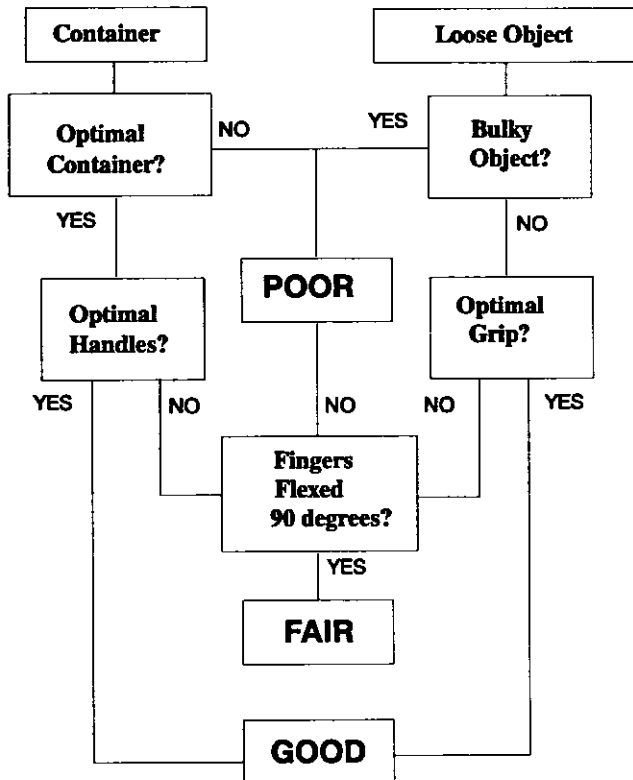 Container
Loose Object
Optimal
Container?
NO
YES
Bulky
Object?
YES
NO
Optimal
Handles?
POOR
Optimal
Grip?
YES
NO
NO
NO
YES
Fingers
Flexed
90 degrees?
YES
FAIR
GOOD